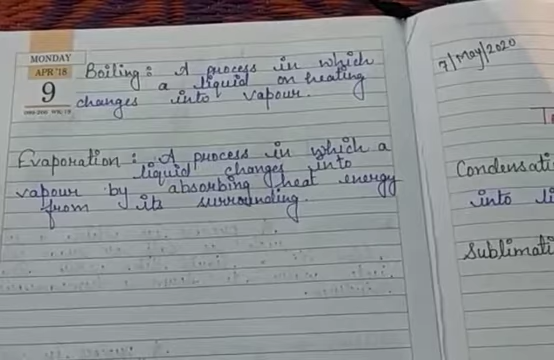 MONDAY
APR '18
9
Boiling : A process in which
a liquid on heating
changes into vapour.
Evaporation : A process in which a
liquid changes into
vapour by absorbing heat energy
from its surrounding.
7/May/2020
Condensati
into li
Sublimati